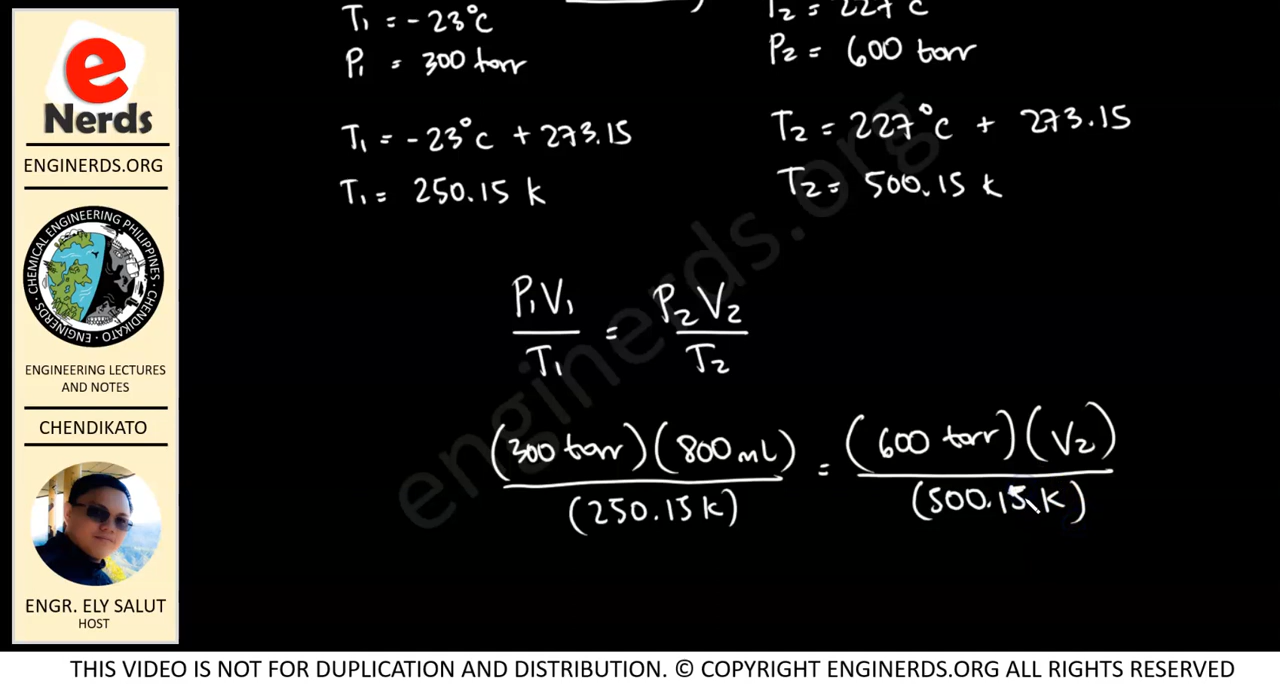 e
Nerds
ENGINERDS.ORG
CHEMICAL ENGINEERING PHILIPPINES
ENGINERDS · CHENDIKATO
ENGINEERING LECTURES
AND NOTES
CHENDIKATO
ENGR. ELY SALUT
HOST
T₁ = -23°C
P₁ = 300 torr
T₂ = 227°C
P₂ = 600 torr
T₁ = -23°C + 273.15
T₁ = 250.15 K
T₂ = 227°C + 273.15
T₂ = 500.15 K
P₁V₁ / T₁ = P₂V₂ / T₂
(300 torr)(800 mL) / (250.15 K) = (600 torr)(V₂) / (500.15 K)
enginerds.org
THIS VIDEO IS NOT FOR DUPLICATION AND DISTRIBUTION. © COPYRIGHT ENGINERDS.ORG ALL RIGHTS RESERVED